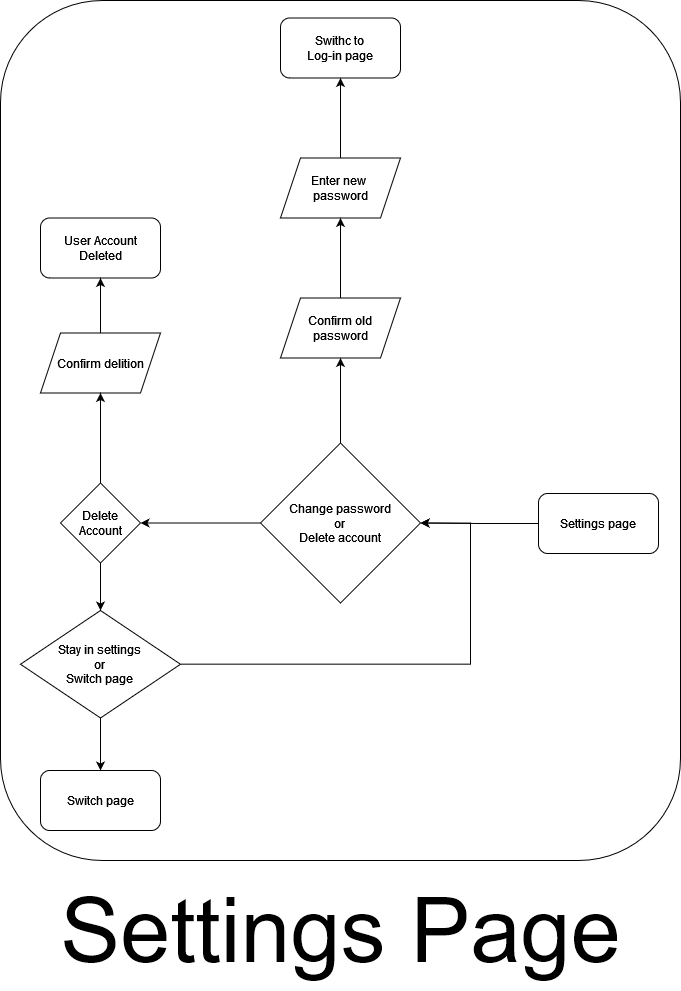 Swithc to
Log-in page
Enter new
password
User Account
Deleted
Confirm old
password
Confirm delition
Change password
or
Delete account
Delete
Account
Settings page
Stay in settings
or
Switch page
Switch page
Settings Page